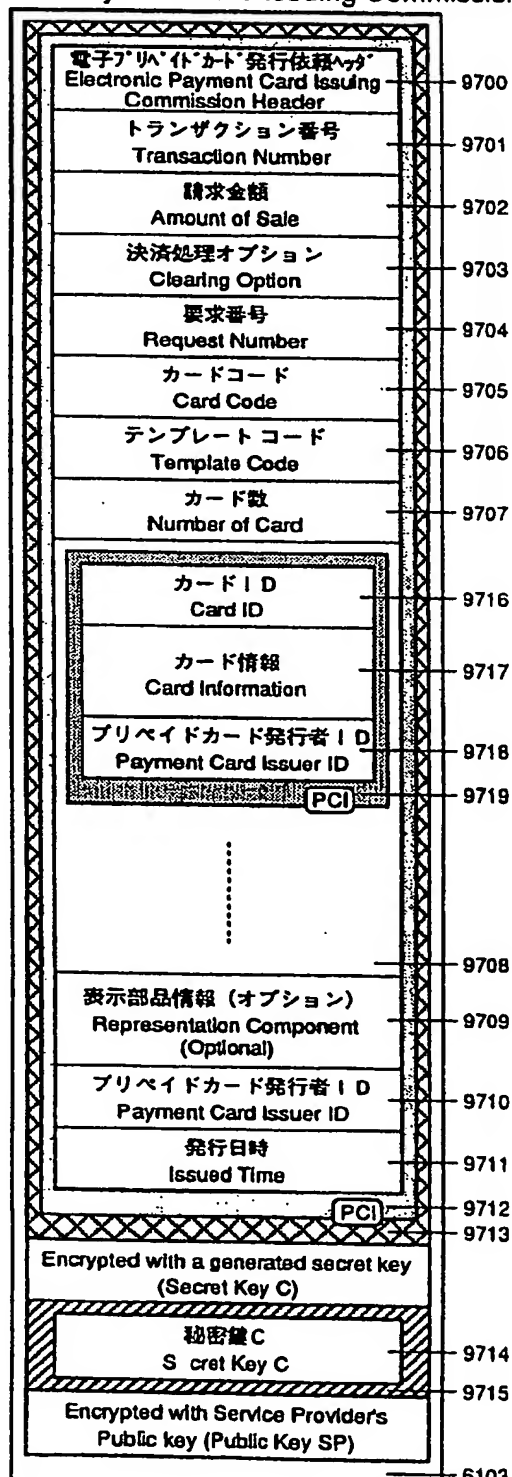 Issuing Commission
電子プリペイドカード発行依頼ヘッダ
Electronic Payment Card Issuing
Commission Header
9700
トランザクション番号
Transaction Number
9701
請求金額
Amount of Sale
9702
決済処理オプション
Clearing Option
9703
要求番号
Request Number
9704
カードコード
Card Code
9705
テンプレート コード
Template Code
9706
カード数
Number of Card
9707
カードID
Card ID
9716
カード情報
Card Information
9717
プリペイドカード発行者ID
Payment Card Issuer ID
9718
PCI
9719
9708
表示部品情報(オプション)
Representation Component
(Optional)
9709
プリペイドカード発行者ID
Payment Card Issuer ID
9710
発行日時
Issued Time
9711
PCI
9712
9713
Encrypted with a generated secret key
(Secret Key C)
秘密鍵C
S cret Key C
9714
9715
Encrypted with Service Provider's
Public key (Public Key SP)
6103